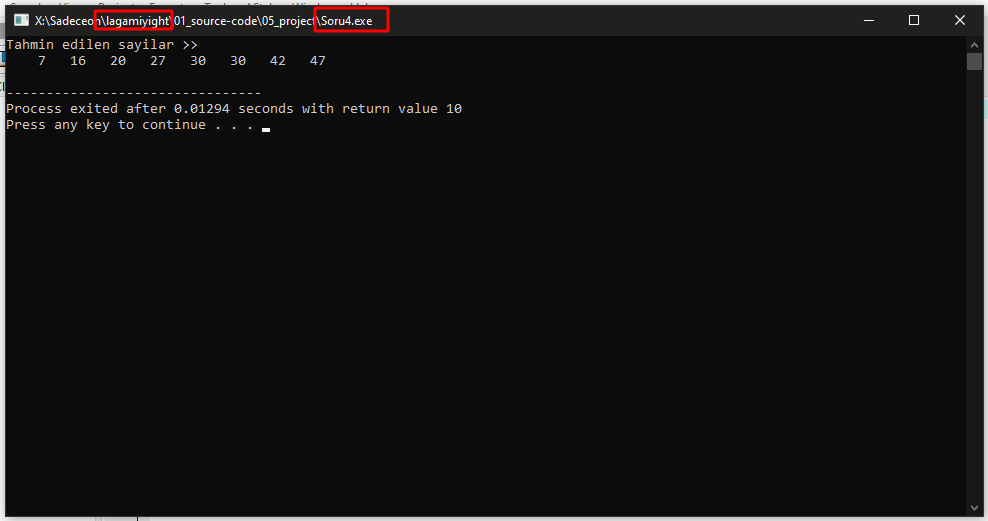 X:\Sadeceon\lagamiyight\01_source-code\05_project\Soru4.exe
Tahmin edilen sayilar >>
7 16 20 27 30 30 42 47
--------------------------------
Process exited after 0.01294 seconds with return value 10
Press any key to continue . . .